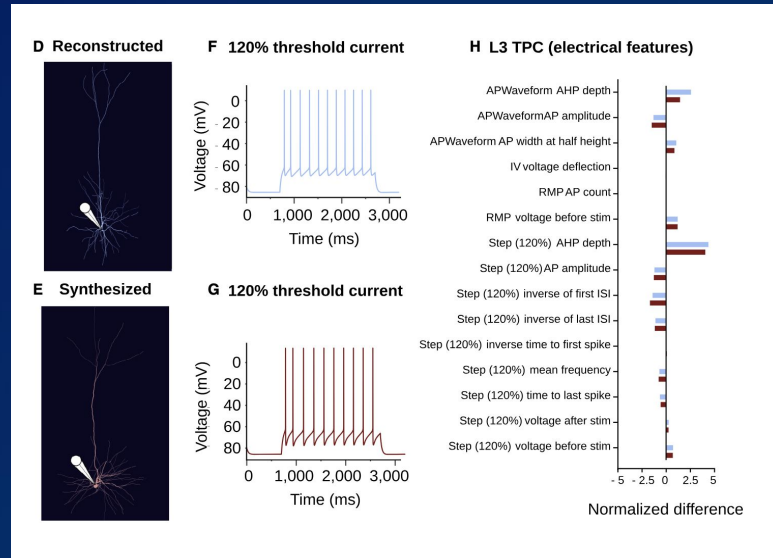 D Reconstructed
F 120% threshold current
0
- 20
- 40
- 60
- 80
Voltage (mV)
0 1,000 2,000 3,000
Time (ms)
E Synthesized
G 120% threshold current
0
20
40
60
80
Voltage (mV)
0 1,000 2,000 3,000
Time (ms)
H L3 TPC (electrical features)
APWaveform AHP depth
APWaveformAP amplitude
APWaveform AP width at half height
IV voltage deflection
RMP AP count
RMP voltage before stim
Step (120%) AHP depth
Step (120%) AP amplitude
Step (120%) inverse of first ISI
Step (120%) inverse of last ISI
Step (120%) inverse time to first spike
Step (120%) mean frequency
Step (120%) time to last spike
Step (120%) voltage after stim
Step (120%) voltage before stim
- 5 - 2.5 0 2.5 5
Normalized difference